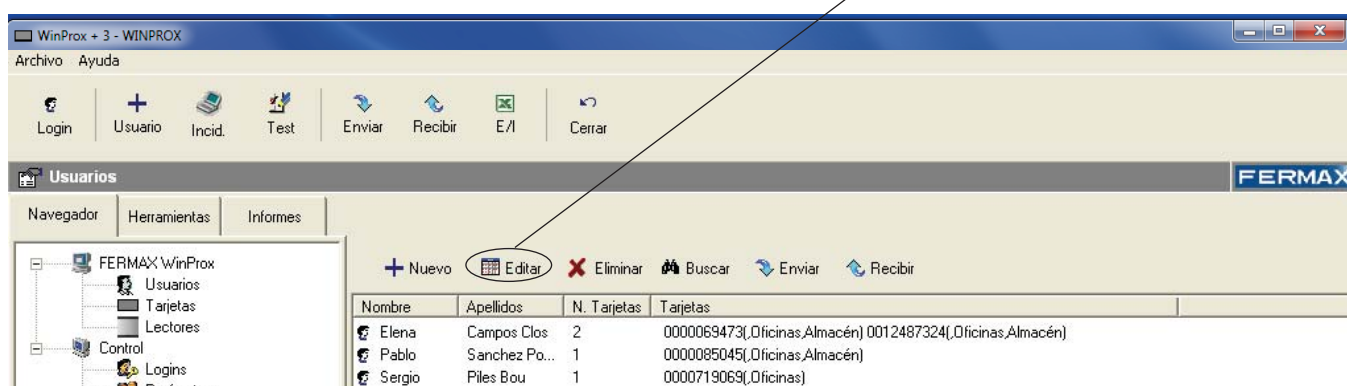 WinProx + 3 - WINPROX
Archivo Ayuda
Login Usuario Incid. Test Enviar Recibir E/I Cerrar
Usuarios FERMAX
Navegador Herramientas Informes
FERMAX WinProx
Usuarios
Tarjetas
Lectores
Control
Logins
Nuevo Editar Eliminar Buscar Enviar Recibir
Nombre Apellidos N. Tarjetas Tarjetas
Elena Campos Clos 2 0000069473(,Oficinas,Almacén) 0012487324(,Oficinas,Almacén)
Pablo Sanchez Po... 1 0000085045(,Oficinas,Almacén)
Sergio Piles Bou 1 0000719069(,Oficinas)